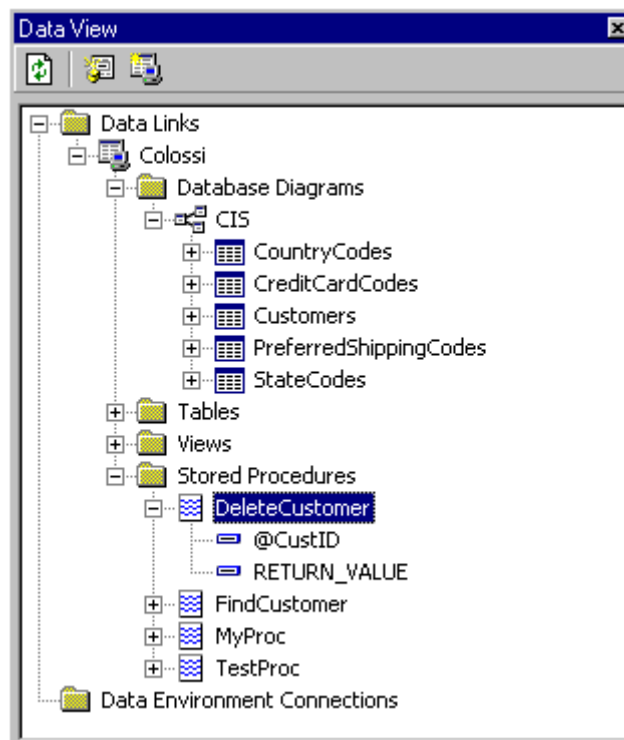 Data View
Data Links
Colossi
Database Diagrams
CIS
CountryCodes
CreditCardCodes
Customers
PreferredShippingCodes
StateCodes
Tables
Views
Stored Procedures
DeleteCustomer
@CustID
RETURN_VALUE
FindCustomer
MyProc
TestProc
Data Environment Connections